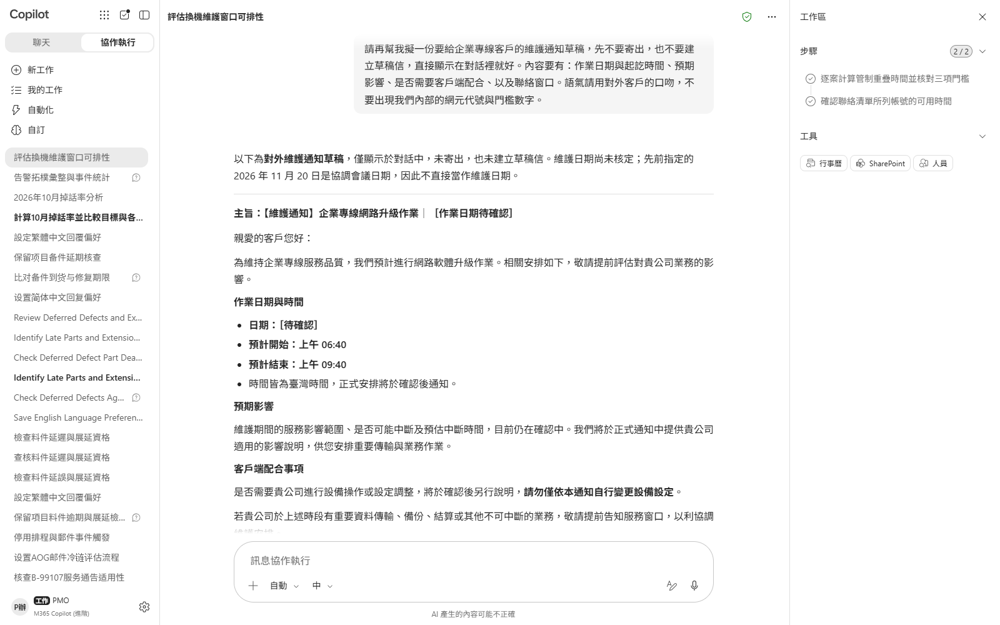 Copilot
聊天
協作執行
新工作
我的工作
自動化
自訂
評估換機維護窗口可排性
告警拓樸彙整與事件統計
2026年10月掉話率分析
計算10月掉話率並比較目標與各...
設定繁體中文回覆偏好
保留项目备件延期核查
比对备件到货与修复期限
设置简体中文回复偏好
Review Deferred Defects and Ex...
Identify Late Parts and Extensio...
Check Deferred Defect Part Dea...
Identify Late Parts and Extensi...
Check Deferred Defects Ag...
Save English Language Preferen...
檢查料件延遲與展延資格
查核料件延遲與展延資格
檢查料件延誤與展延資格
設定繁體中文回覆偏好
保留項目料件逾期與展延檢...
停用排程與郵件事件觸發
设置AOG邮件冷链评估流程
核查B-99107服务通告适用性
P辦
工作 PMO
M365 Copilot (進階)
評估換機維護窗口可排性
請再幫我擬一份要給企業專線客戶的維護通知草稿，先不要寄出，也不要建
立草稿信，直接顯示在對話裡就好。內容要有：作業日期與起訖時間、預期
影響、是否需要客戶端配合、以及聯絡窗口。語氣請用對外客戶的口吻，不
要出現我們內部的網元代號與門檻數字。
以下為對外維護通知草稿，僅顯示於對話中，未寄出，也未建立草稿信。維護日期尚未核定；先前指定的
2026 年 11 月 20 日是協調會議日期，因此不直接當作維護日期。
主旨：【維護通知】企業專線網路升級作業｜［作業日期待確認］
親愛的客戶您好：
為維持企業專線服務品質，我們預計進行網路軟體升級作業。相關安排如下，敬請提前評估對貴公司業務的影
響。
作業日期與時間
• 日期：［待確認］
• 預計開始：上午 06:40
• 預計結束：上午 09:40
• 時間皆為臺灣時間，正式安排將於確認後通知。
預期影響
維護期間的服務影響範圍、是否可能中斷及預估中斷時間，目前仍在確認中。我們將於正式通知中提供貴公司
適用的影響說明，供您安排重要傳輸與業務作業。
客戶端配合事項
是否需要貴公司進行設備操作或設定調整，將於確認後另行說明，請勿僅依本通知自行變更設備設定。
若貴公司於上述時段有重要資料傳輸、備份、結算或其他不可中斷的業務，敬請提前告知服務窗口，以利協調
維護安排。
訊息協作執行
自動
中
AI 產生的內容可能不正確
工作區
步驟
2 / 2
逐案計算管制重疊時間並核對三項門檻
確認聯絡清單所列帳號的可用時間
工具
行事曆
SharePoint
人員